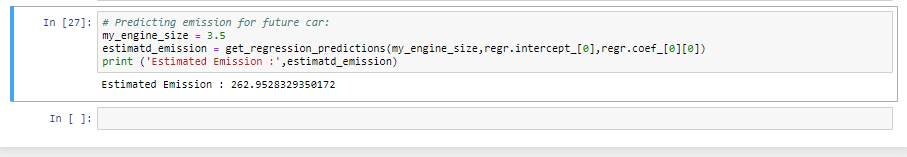 In [27]: # Predicting emission for future car:
my_engine_size = 3.5
estimatd_emission = get_regression_predictions(my_engine_size,regr.intercept_[0],regr.coef_[0][0])
print ('Estimated Emission :',estimatd_emission)
Estimated Emission : 262.9528329350172
In [ ]: